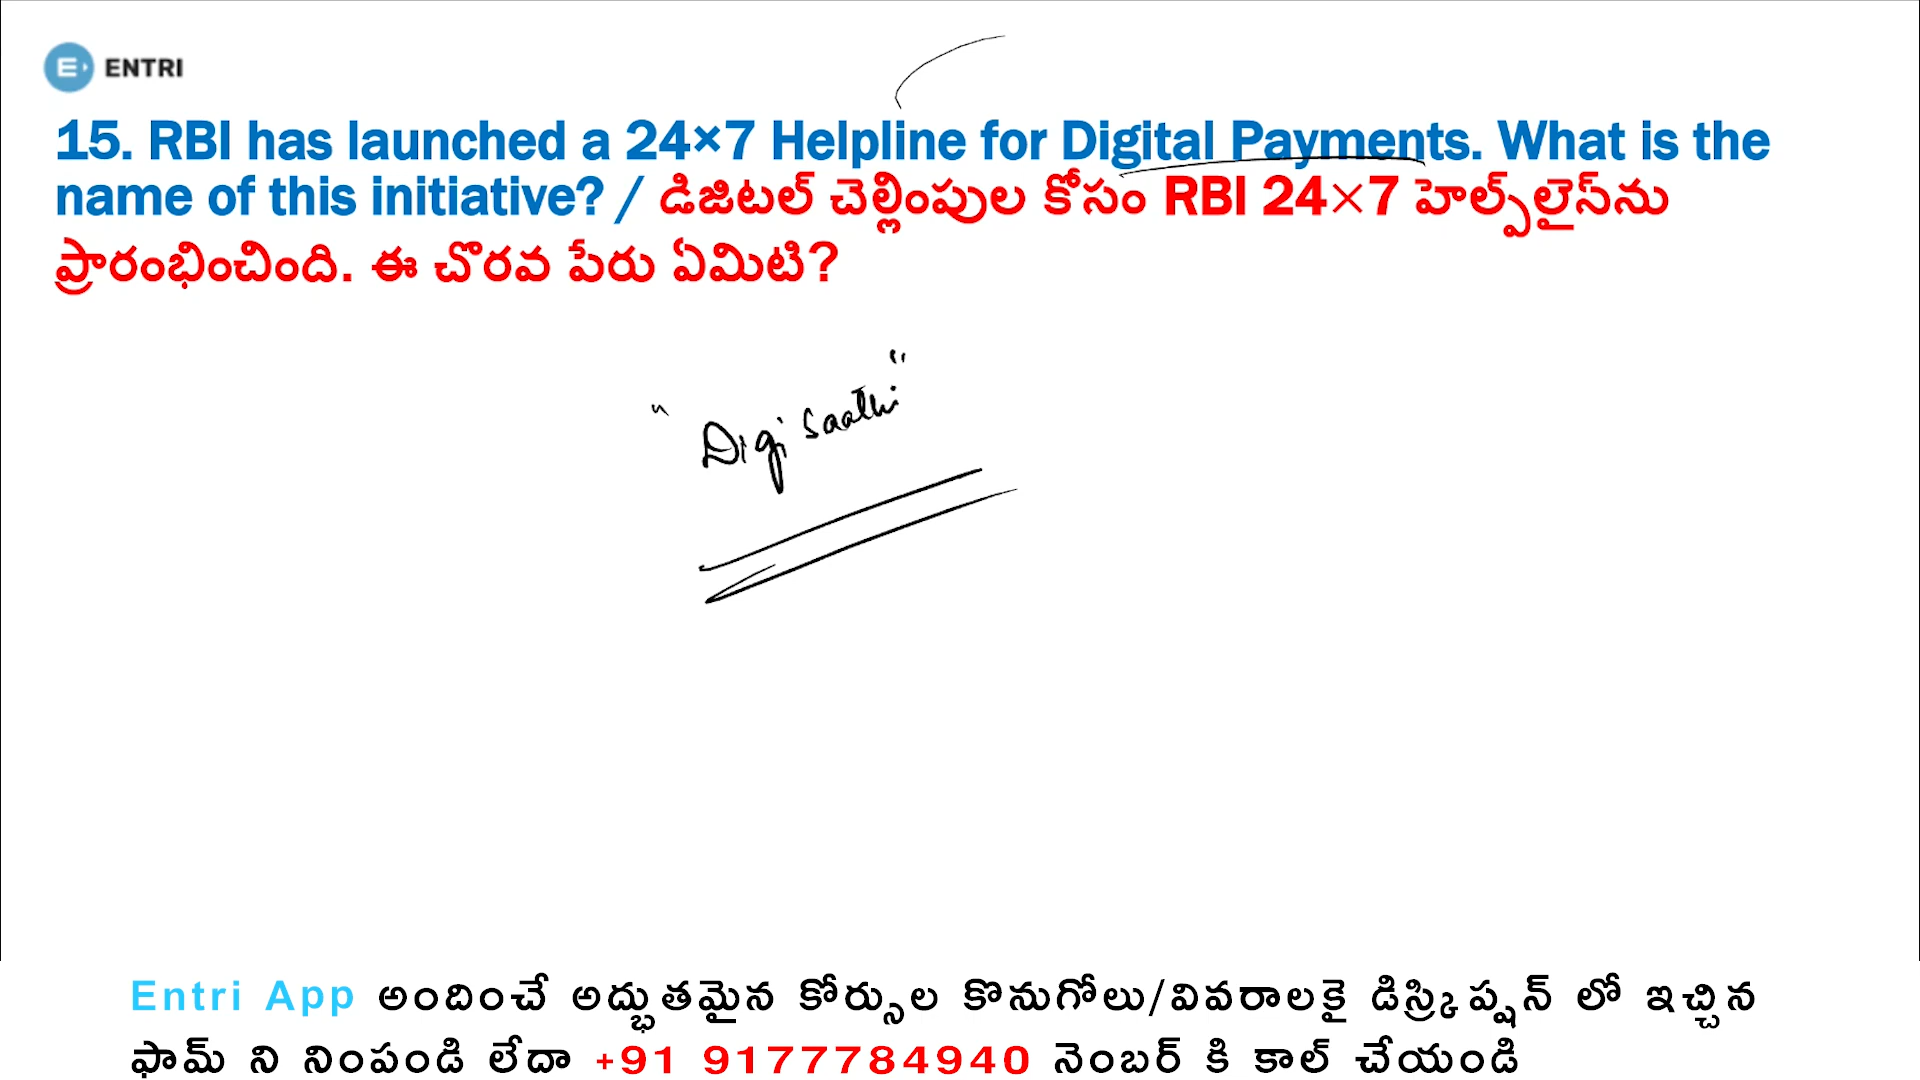 ENTRI
15. RBI has launched a 24×7 Helpline for Digital Payments. What is the
name of this initiative? / డిజిటల్ చెల్లింపుల కోసం RBI 24×7 హెల్ప్‌లైన్‌ను
ప్రారంభించింది. ఈ చొరవ పేరు ఏమిటి?
"Digi Saathi"
Entri App అందించే అద్భుతమైన కోర్సుల కొనుగోలు/వివరాలకై డిస్క్రిప్షన్ లో ఇచ్చిన
ఫామ్ ని నింపండి లేదా +91 9177784940 నెంబర్ కి కాల్ చేయండి